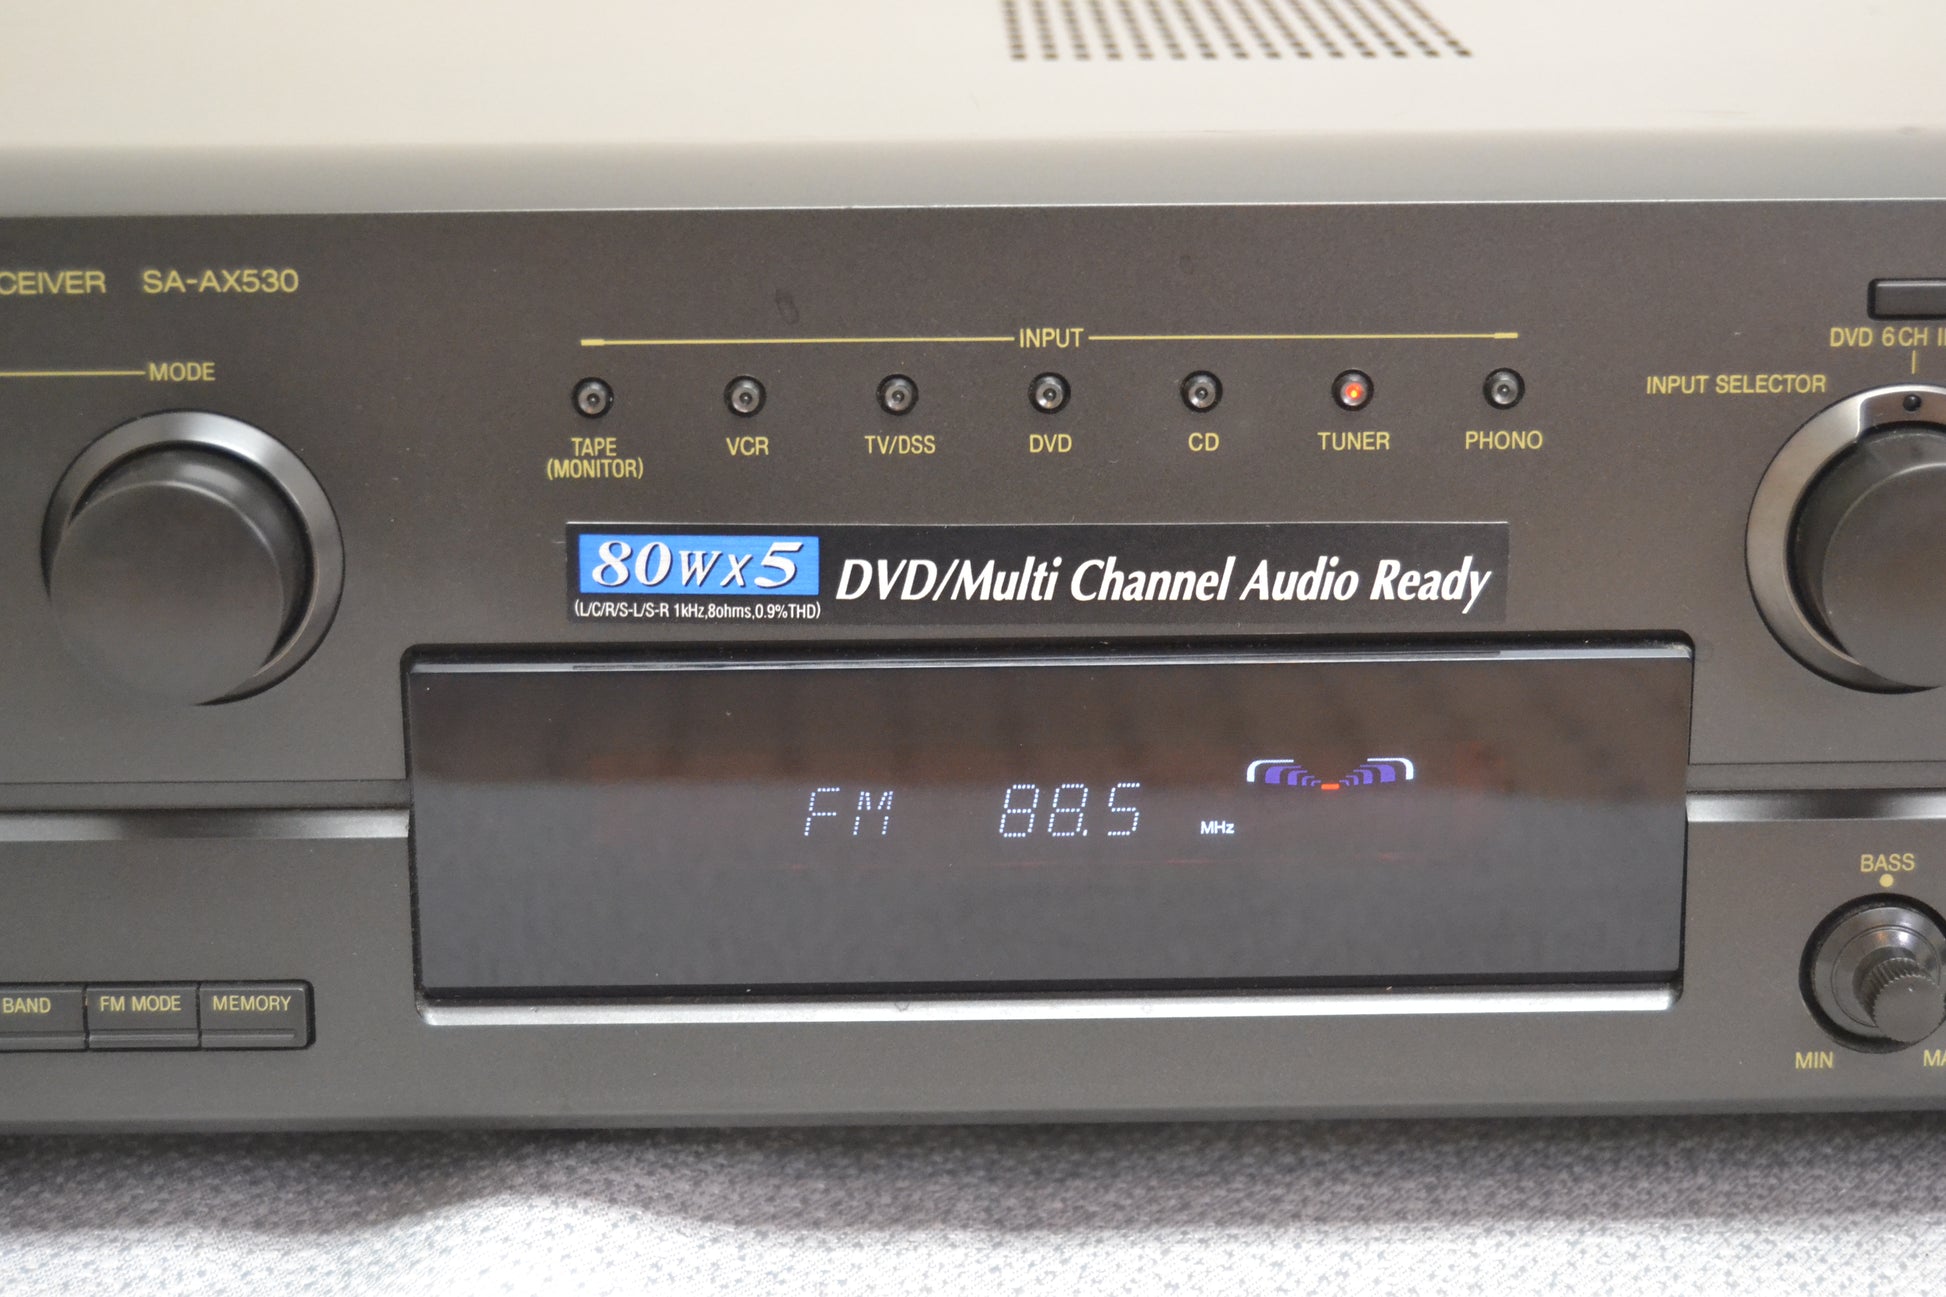 CEIVER SA-AX530
INPUT
MODE
DVD 6CH
INPUT SELECTOR
TAPE
(MONITOR)
VCR
TV/DSS
DVD
CD
TUNER
PHONO
80WX5
(L/C/R/S-L/S-R 1kHz,8ohms,0.9%THD)
DVD/Multi Channel Audio Ready
FM 88.5 MHz
BASS
BAND
FM MODE
MEMORY
MIN